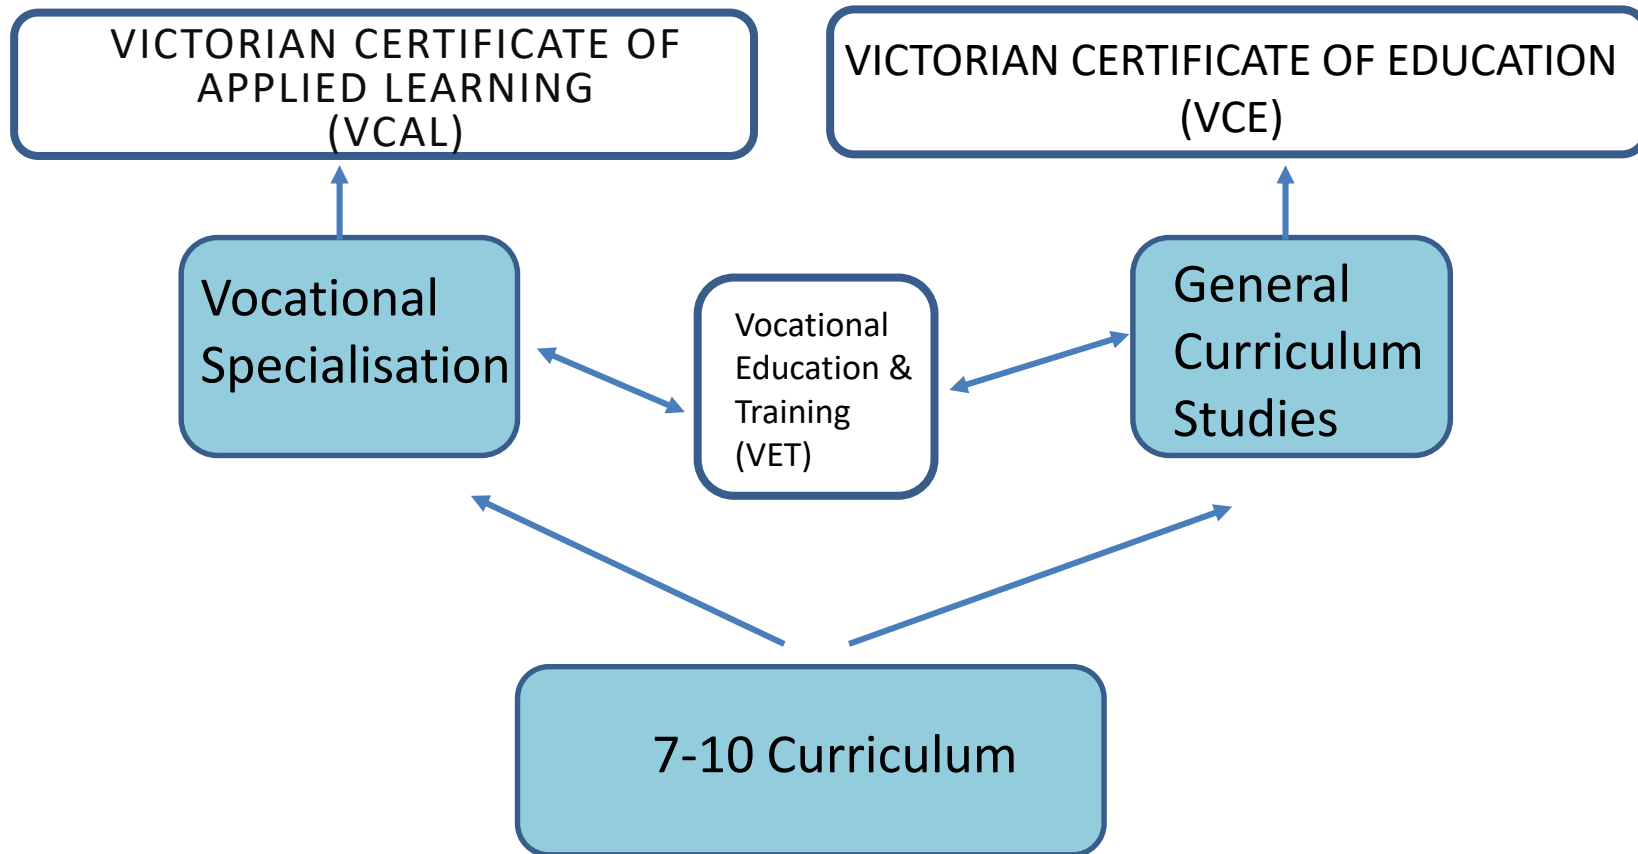 VICTORIAN CERTIFICATE OF
APPLIED LEARNING
(VCAL)
VICTORIAN CERTIFICATE OF EDUCATION
(VCE)
Vocational
Specialisation
Vocational
Education &
Training
(VET)
General
Curriculum
Studies
7-10 Curriculum